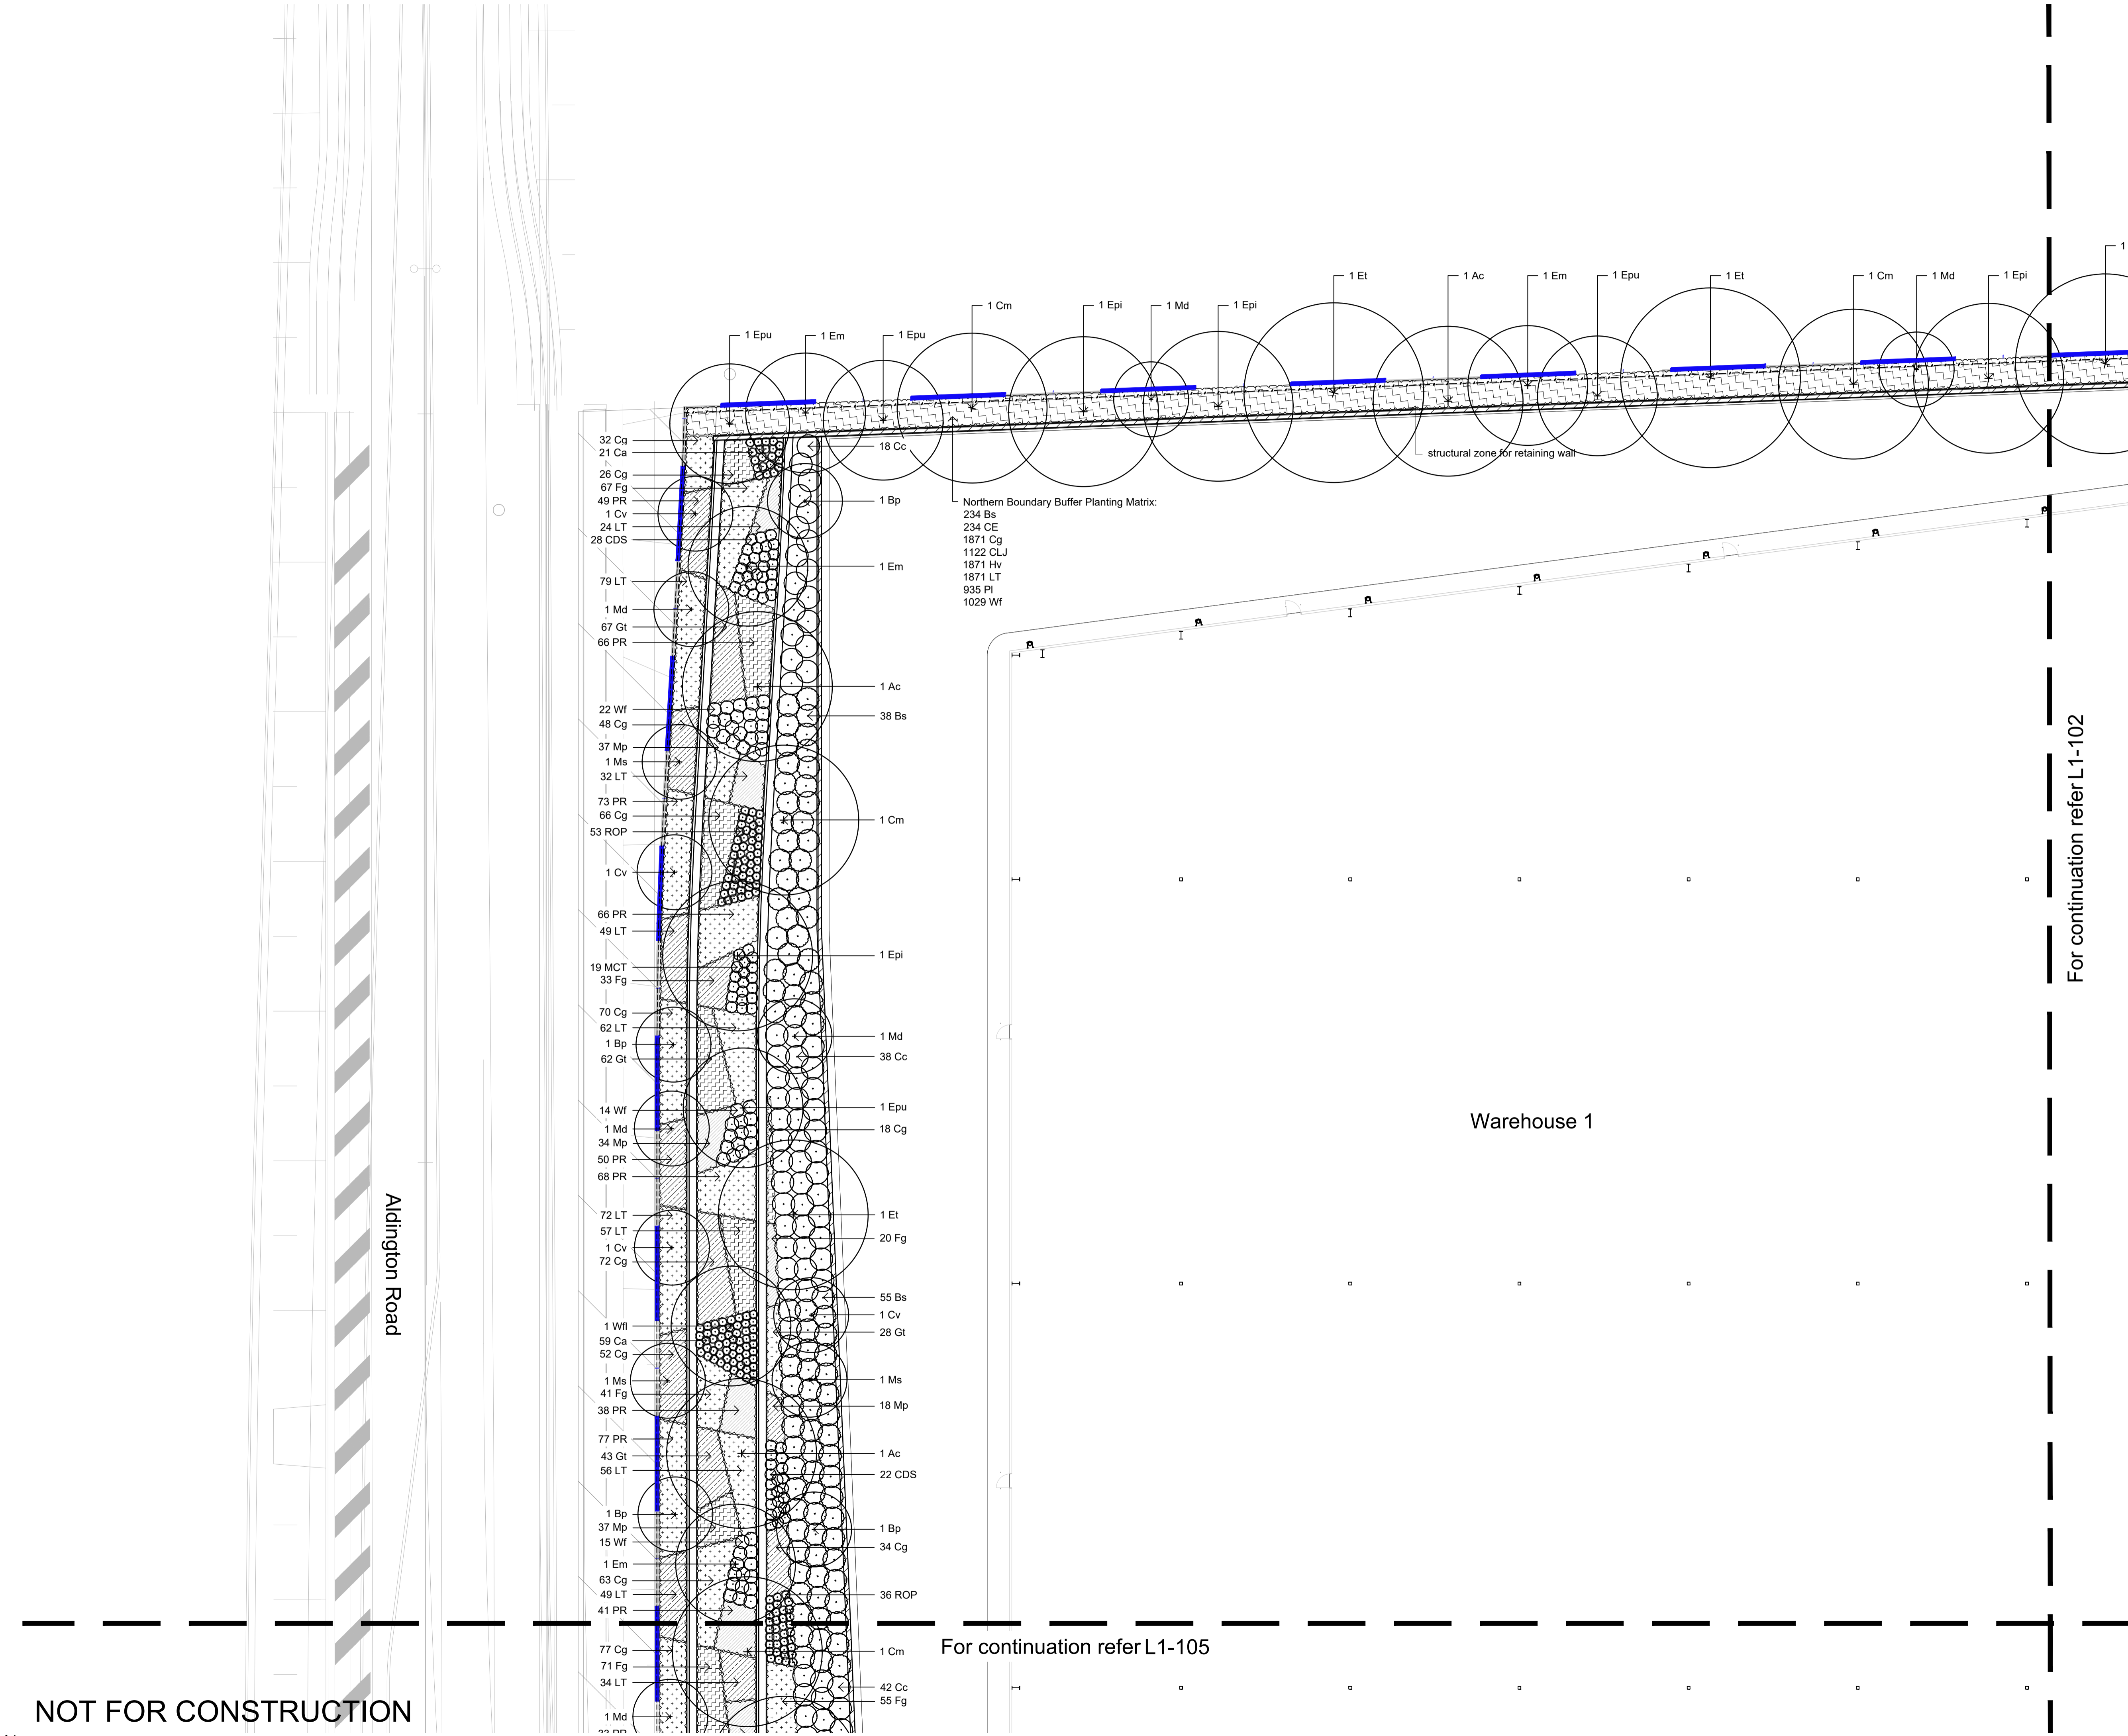 1
1 Et
1 Ac
1 Em
1 Epu
1 Et
1 Cm
1 Md
1 Epi
1 Cm
1 Epi
1 Md
1 Epi
1 Epu
1 Em
1 Epu
structural zone for retaining wall
Northern Boundary Buffer Planting Matrix:
234 Bs
234 CE
1871 Cg
1122 CLJ
1871 Hv
1871 LT
935 PI
1029 Wf
32 Cg
21 Ca
26 Cg
67 Fg
49 PR
1 Cv
24 LT
28 CDS
79 LT
1 Md
67 Gt
66 PR
22 Wf
48 Cg
37 Mp
1 Ms
32 LT
73 PR
66 Cg
53 ROP
1 Cv
66 PR
49 LT
19 MCT
33 Fg
70 Cg
62 LT
1 Bp
62 Gt
14 Wf
1 Md
34 Mp
50 PR
68 PR
72 LT
57 LT
1 Cv
72 Cg
1 Wfl
59 Ca
52 Cg
1 Ms
41 Fg
38 PR
77 PR
43 Gt
56 LT
1 Bp
37 Mp
15 Wf
1 Em
63 Cg
49 LT
41 PR
77 Cg
71 Fg
34 LT
1 Md
33 PR
18 Cc
1 Bp
1 Em
1 Ac
38 Bs
1 Cm
1 Epi
1 Md
38 Cc
1 Epu
18 Cg
1 Et
20 Fg
55 Bs
1 Cv
28 Gt
1 Ms
18 Mp
1 Ac
22 CDS
1 Bp
34 Cg
36 ROP
1 Cm
42 Cc
55 Fg
Warehouse 1
For continuation refer L1-102
Aldington Road
For continuation refer L1-105
NOT FOR CONSTRUCTION